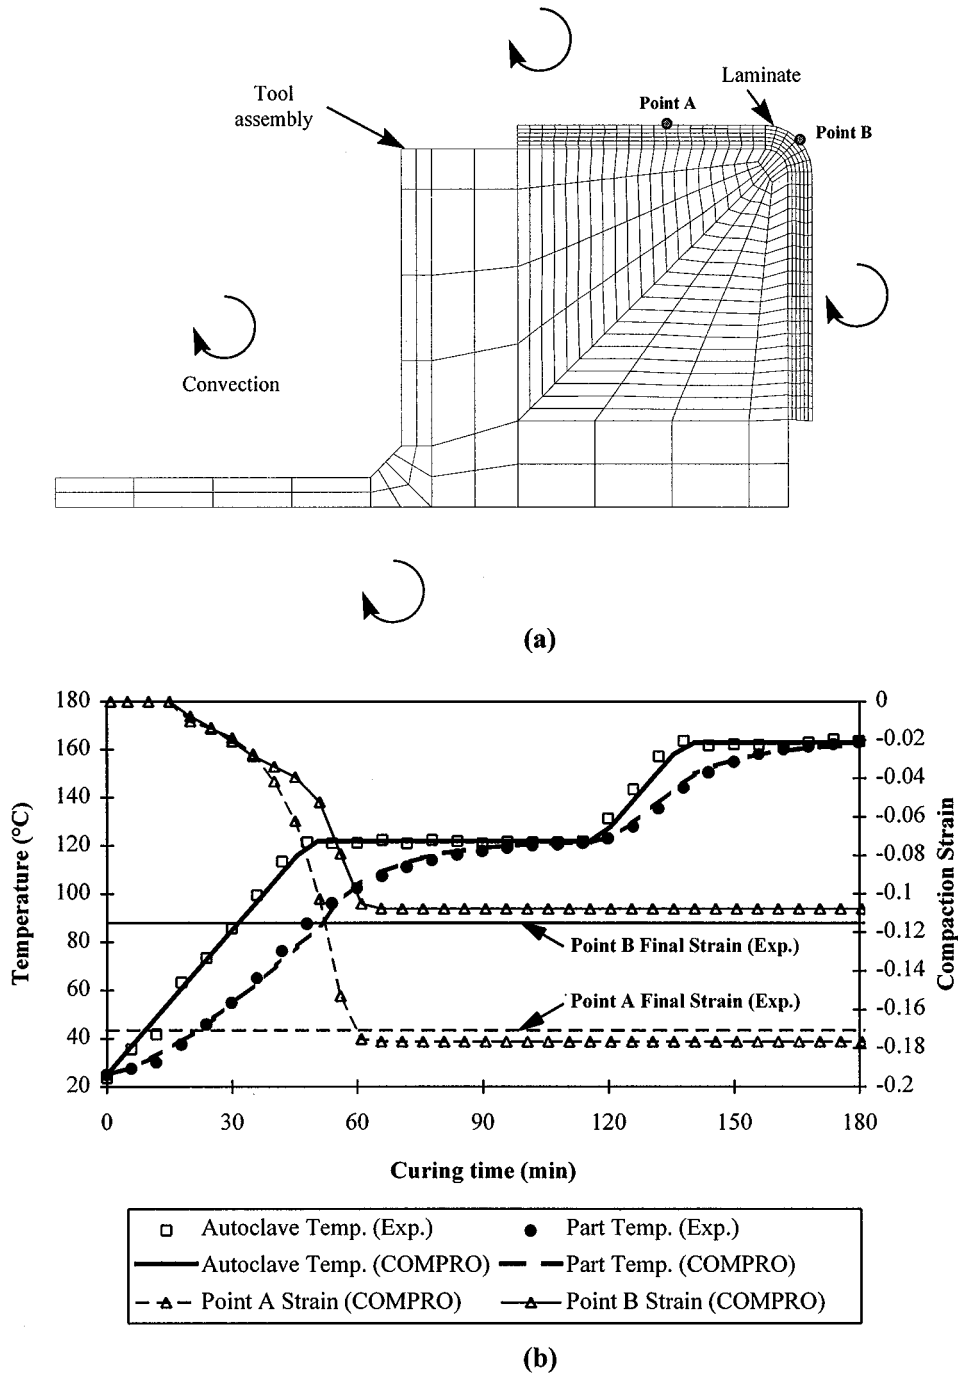 Tool
assembly
Laminate
Point A
Point B
Convection
(a)
180
160
140
120
100
80
60
40
20
Temperature (°C)
0
-0.02
-0.04
-0.06
-0.08
-0.1
-0.12
-0.14
-0.16
-0.18
-0.2
Compaction Strain
Point B Final Strain (Exp.)
Point A Final Strain (Exp.)
0 30 60 90 120 150 180
Curing time (min)
Autoclave Temp. (Exp.) Part Temp. (Exp.)
Autoclave Temp. (COMPRO) Part Temp. (COMPRO)
Point A Strain (COMPRO) Point B Strain (COMPRO)
(b)